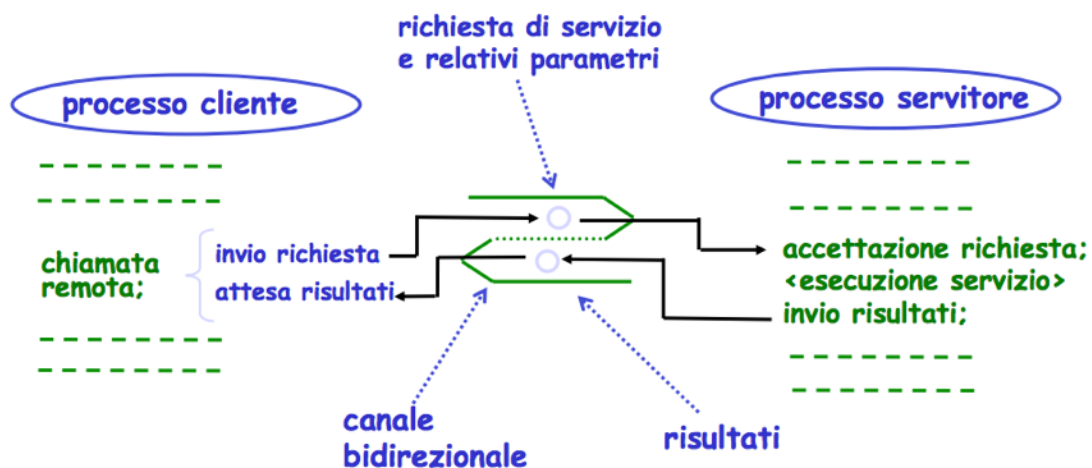 richiesta di servizio
e relativi parametri
processo cliente
processo servitore
chiamata
remota;
invio richiesta
attesa risultati
accettazione richiesta;
<esecuzione servizio>
invio risultati;
canale
bidirezionale
risultati